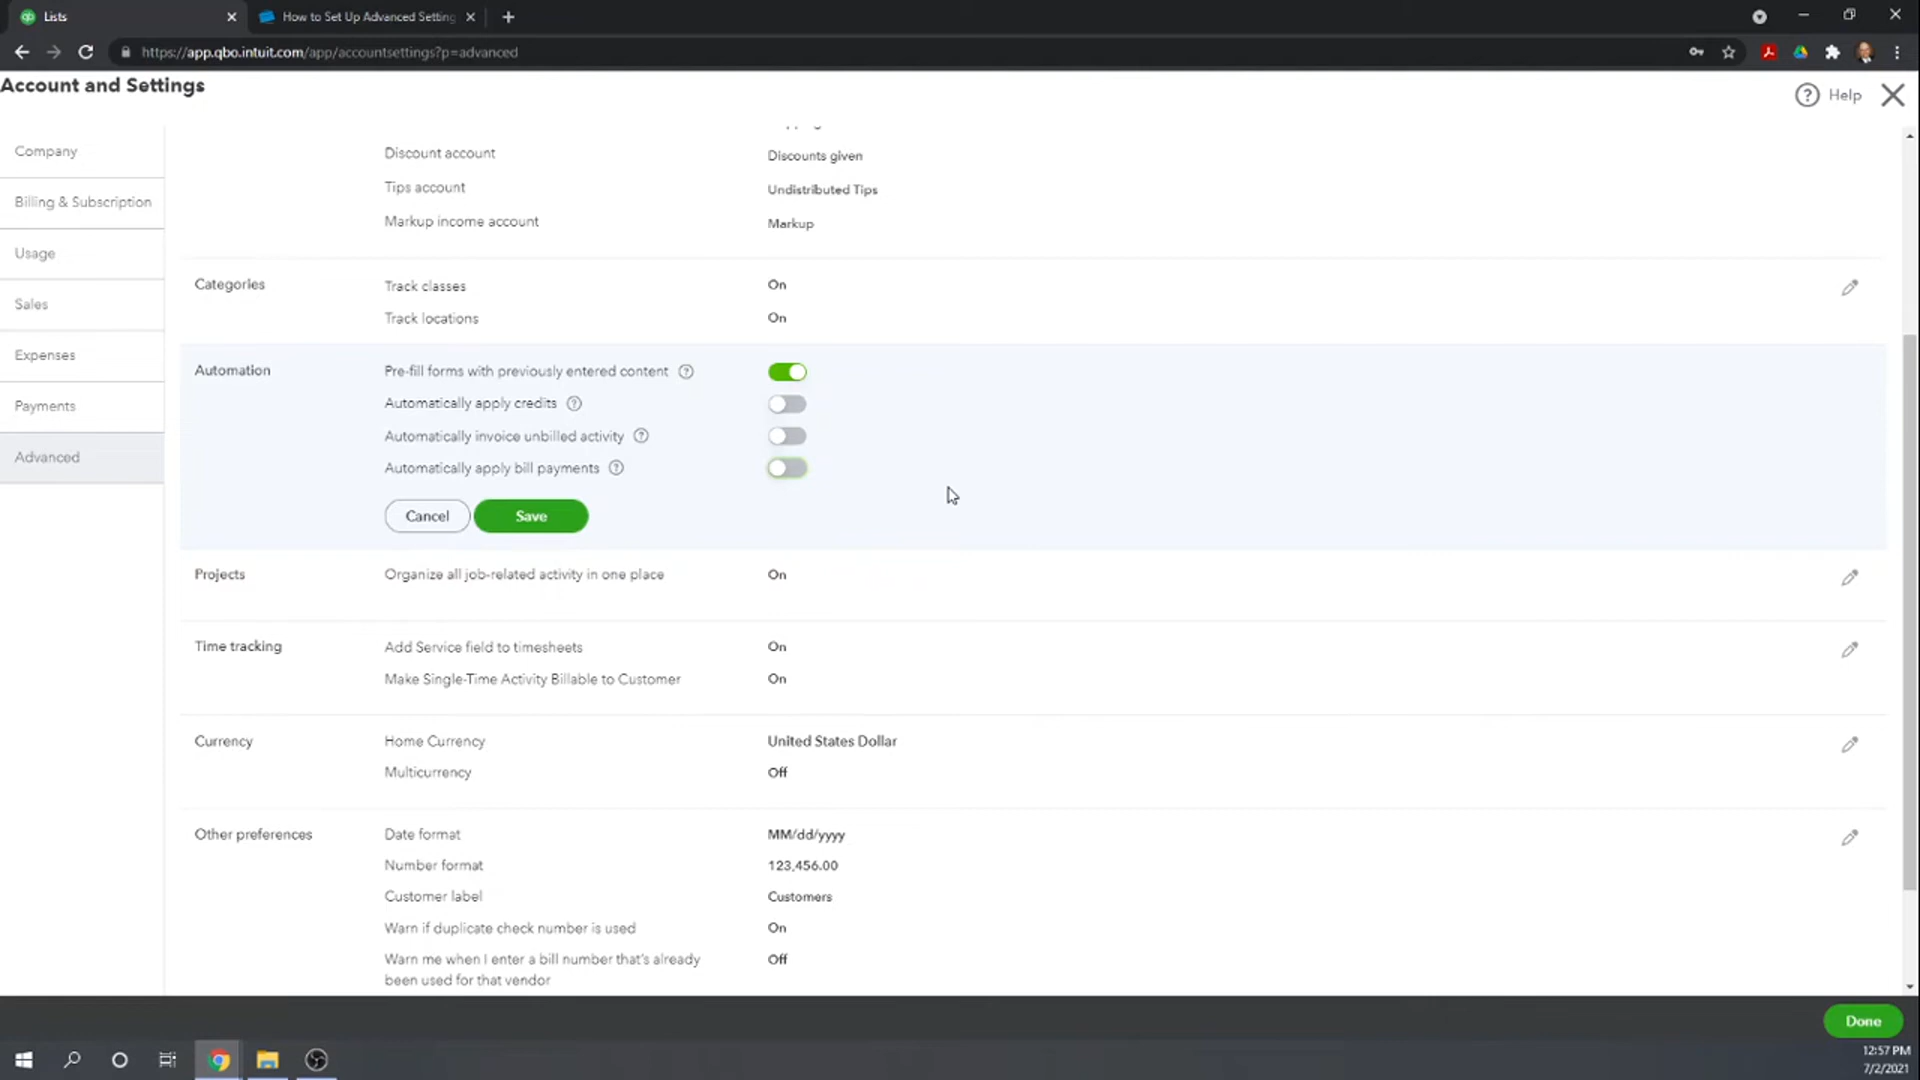 Lists
How to Set Up Advanced Setting
https://app.qbo.intuit.com/app/accountsettings?p=advanced
Account and Settings
Help
Company
Billing & Subscription
Usage
Sales
Expenses
Payments
Advanced
Discount account Discounts given
Tips account Undistributed Tips
Markup income account Markup
Categories Track classes On
Track locations On
Automation Pre-fill forms with previously entered content
Automatically apply credits
Automatically invoice unbilled activity
Automatically apply bill payments
Cancel Save
Projects Organize all job-related activity in one place On
Time tracking Add Service field to timesheets On
Make Single-Time Activity Billable to Customer On
Currency Home Currency United States Dollar
Multicurrency Off
Other preferences Date format MM/dd/yyyy
Number format 123,456.00
Customer label Customers
Warn if duplicate check number is used On
Warn me when I enter a bill number that's already Off
been used for that vendor
Done
12:57 PM
7/2/2021